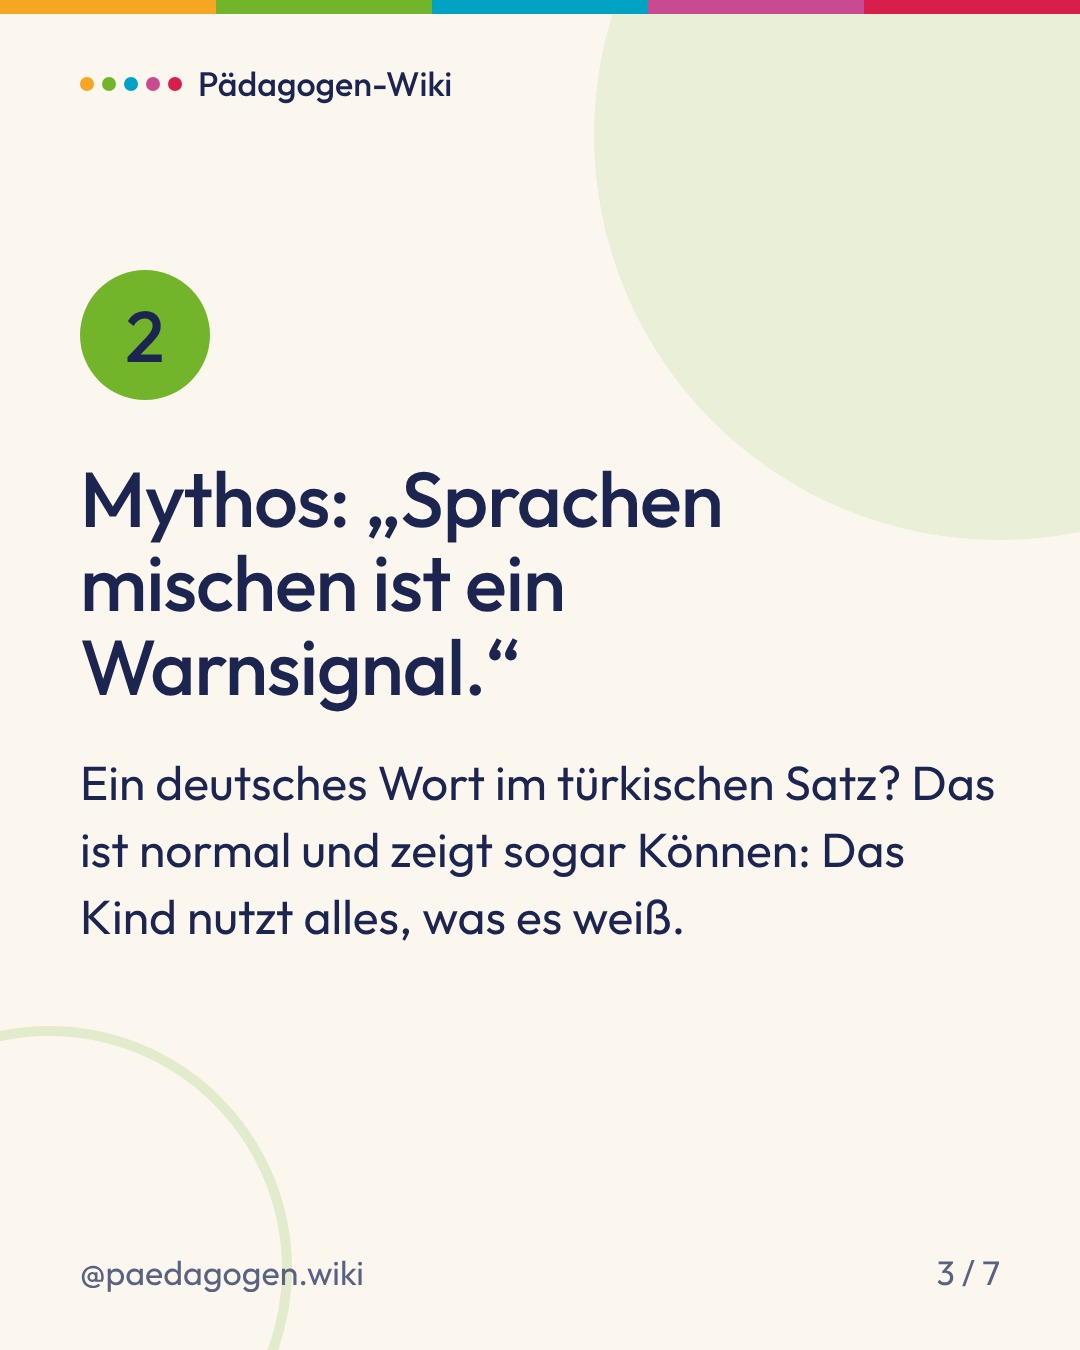 Pädagogen-Wiki
2
Mythos: „Sprachen
mischen ist ein
Warnsignal.“
Ein deutsches Wort im türkischen Satz? Das
ist normal und zeigt sogar Können: Das
Kind nutzt alles, was es weiß.
@paedagogen.wiki
3 / 7